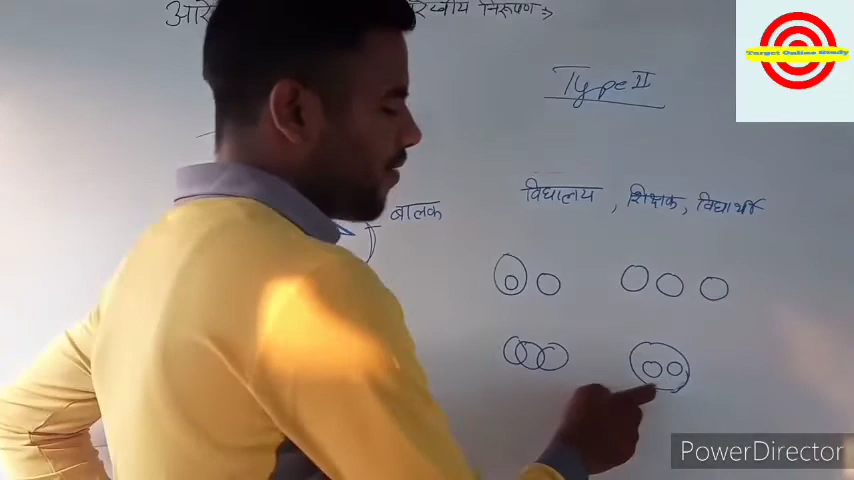 आरे रेखीय निरूपण ⇒
Target Online Study
Type II
विद्यालय , शिक्षक , विद्यार्थी
बालक
PowerDirector